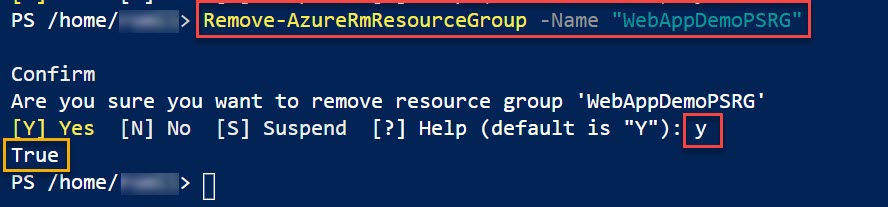 PS /home/ > Remove-AzureRmResourceGroup -Name "WebAppDemoPSRG"
Confirm
Are you sure you want to remove resource group 'WebAppDemoPSRG'
[Y] Yes [N] No [S] Suspend [?] Help (default is "Y"): y
True
PS /home/ >